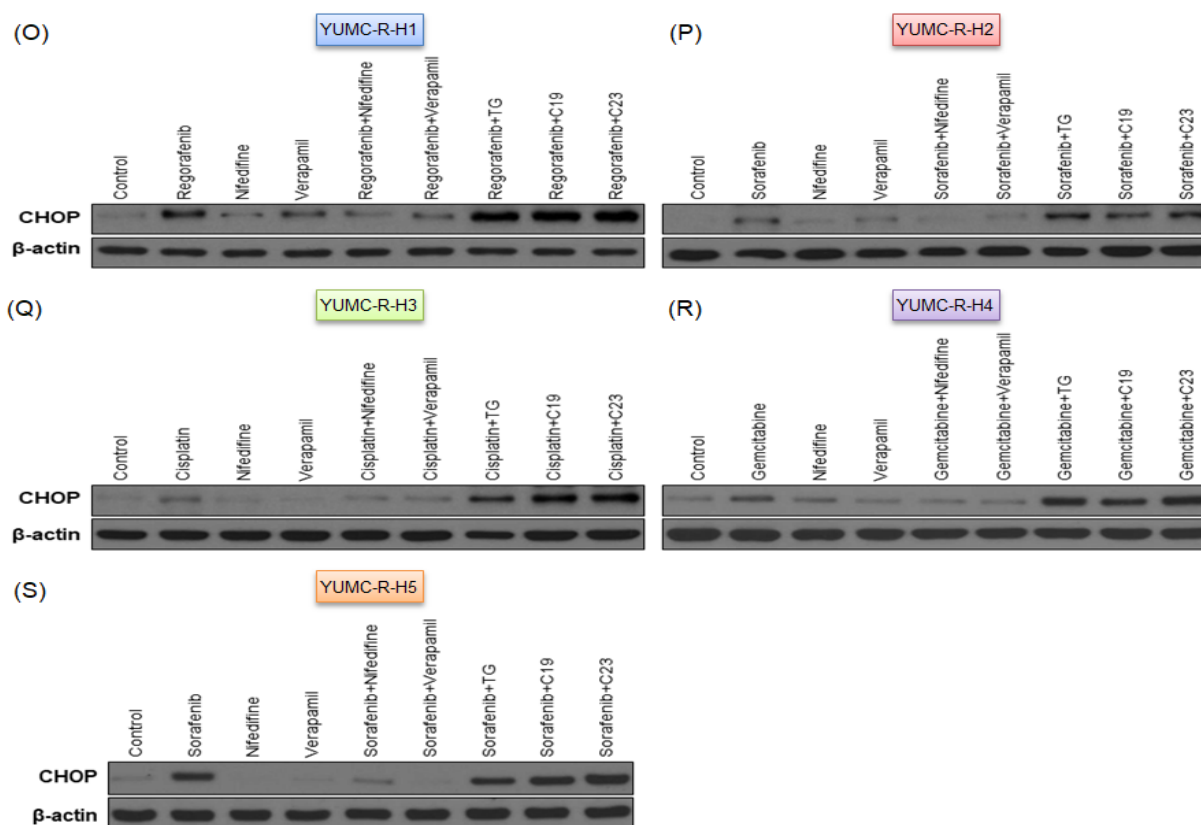 (O)
YUMC-R-H1
Control
Regorafenib
Nifedifine
Verapamil
Regorafenib+Nifedifine
Regorafenib+Verapamil
Regorafenib+TG
Regorafenib+C19
Regorafenib+C23
CHOP
β-actin
(P)
YUMC-R-H2
Control
Sorafenib
Nifedifine
Verapamil
Sorafenib+Nifedifine
Sorafenib+Verapamil
Sorafenib+TG
Sorafenib+C19
Sorafenib+C23
(Q)
YUMC-R-H3
Control
Cisplatin
Nifedifine
Verapamil
Cisplatin+Nifedifine
Cisplatin+Verapamil
Cisplatin+TG
Cisplatin+C19
Cisplatin+C23
CHOP
β-actin
(R)
YUMC-R-H4
Control
Gemcitabine
Nifedifine
Verapamil
Gemcitabine+Nifedifine
Gemcitabine+Verapamil
Gemcitabine+TG
Gemcitabine+C19
Gemcitabine+C23
(S)
YUMC-R-H5
Control
Sorafenib
Nifedifine
Verapamil
Sorafenib+Nifedifine
Sorafenib+Verapamil
Sorafenib+TG
Sorafenib+C19
Sorafenib+C23
CHOP
β-actin